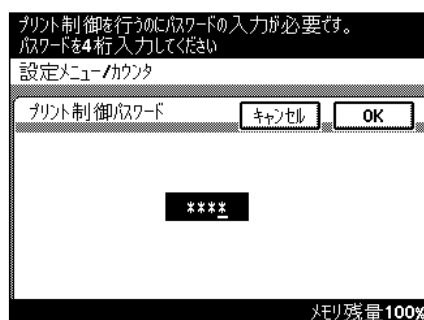 プリント制御を行うのにパスワードの入力が必要です。
パスワードを4桁入力してください
設定メニュー/カウンタ
プリント制御パスワード
キャンセル
OK
****
メモリ残量100%